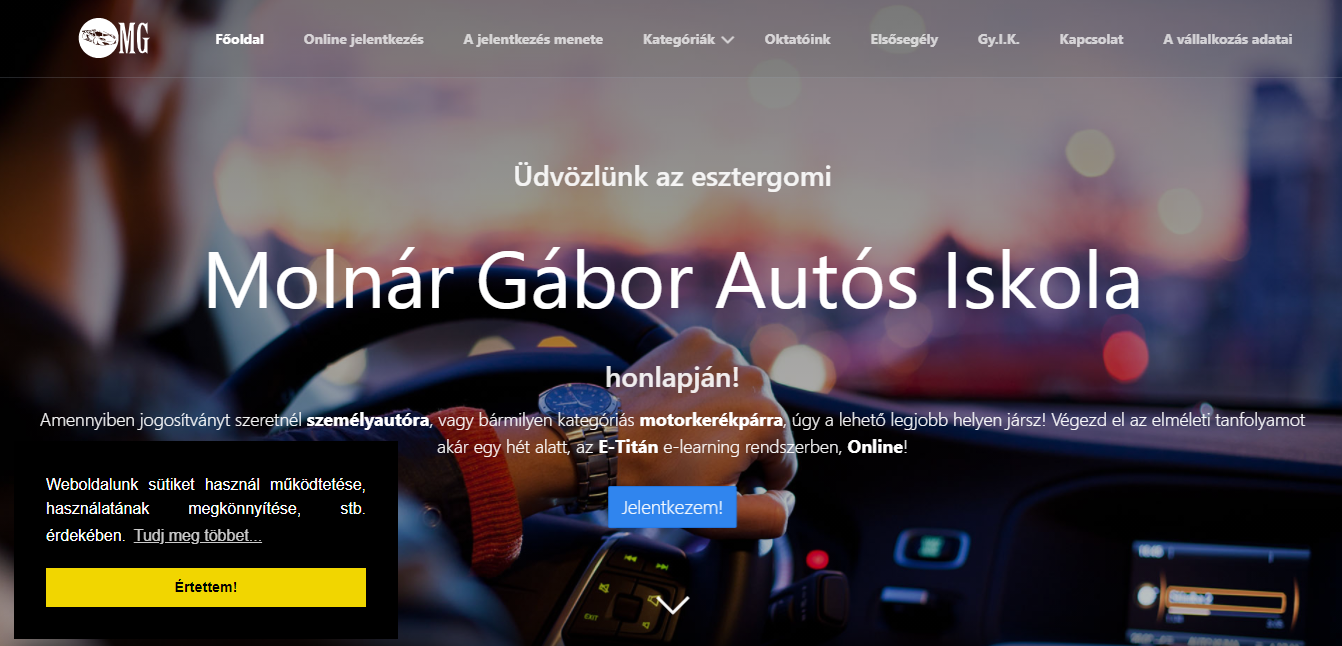 MG
Főoldal
Online jelentkezés
A jelentkezés menete
Kategóriák
Oktatóink
Elsősegély
Gy.I.K.
Kapcsolat
A vállalkozás adatai
Üdvözlünk az esztergomi
Molnár Gábor Autós Iskola
honlapján!
Amennyiben jogosítványt szeretnél személyautóra, vagy bármilyen kategóriás motorkerékpárra, úgy a lehető legjobb helyen jársz! Végezd el az elméleti tanfolyamot
akár egy hét alatt, az E-Titán e-learning rendszerben, Online!
Jelentkezem!
Weboldalunk sütiket használ működtetése,
használatának megkönnyítése, stb.
érdekében. Tudj meg többet...
Értettem!
EXIT